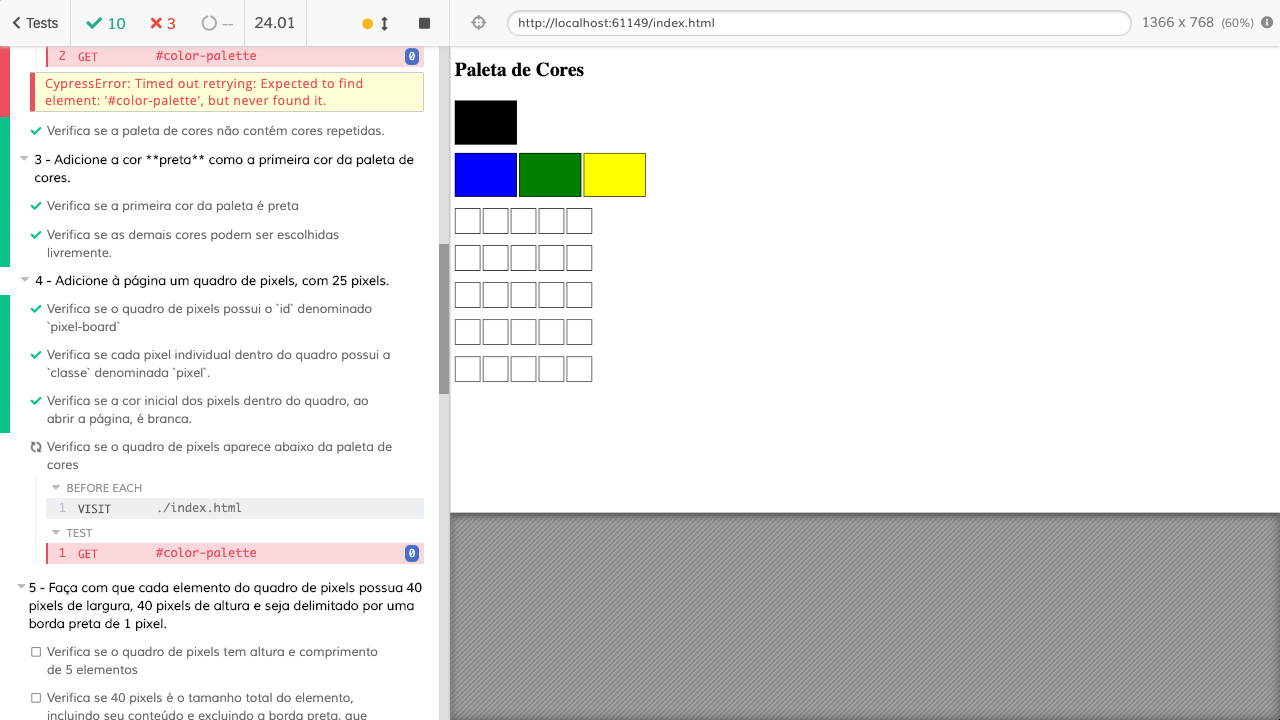 Tests
10
3
--
24.01
http://localhost:61149/index.html
1366 x 768 (60%)
2 GET #color-palette 0
CypressError: Timed out retrying: Expected to find
element: '#color-palette', but never found it.
Verifica se a paleta de cores não contém cores repetidas.
3 - Adicione a cor **preta** como a primeira cor da paleta de
cores.
Verifica se a primeira cor da paleta é preta
Verifica se as demais cores podem ser escolhidas
livremente.
4 - Adicione à página um quadro de pixels, com 25 pixels.
Verifica se o quadro de pixels possui o `id` denominado
`pixel-board`
Verifica se cada pixel individual dentro do quadro possui a
`classe` denominada `pixel`.
Verifica se a cor inicial dos pixels dentro do quadro, ao
abrir a página, é branca.
Verifica se o quadro de pixels aparece abaixo da paleta de
cores
BEFORE EACH
1 VISIT ./index.html
TEST
1 GET #color-palette 0
5 - Faça com que cada elemento do quadro de pixels possua 40
pixels de largura, 40 pixels de altura e seja delimitado por uma
borda preta de 1 pixel.
Verifica se o quadro de pixels tem altura e comprimento
de 5 elementos
Verifica se 40 pixels é o tamanho total do elemento,
incluindo seu conteúdo e excluindo a borda preta, que
Paleta de Cores